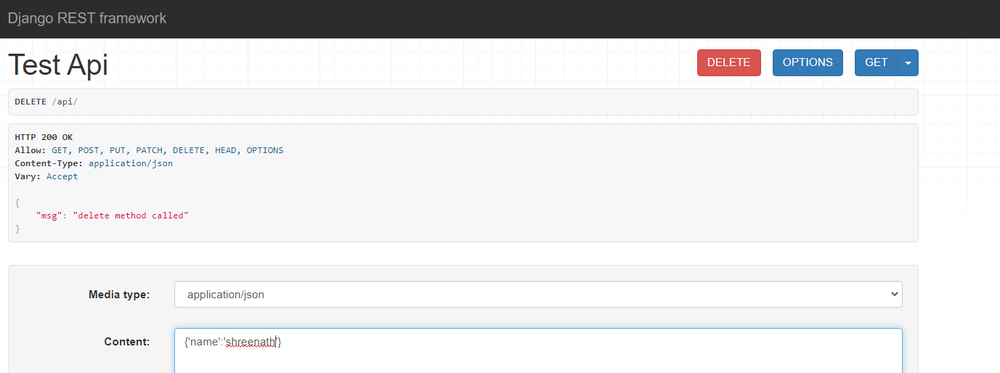 Django REST framework
Test Api
DELETE
OPTIONS
GET
DELETE /api/
HTTP 200 OK
Allow: GET, POST, PUT, PATCH, DELETE, HEAD, OPTIONS
Content-Type: application/json
Vary: Accept
{
"msg": "delete method called"
}
Media type:
application/json
Content:
{'name':'shreenath'}